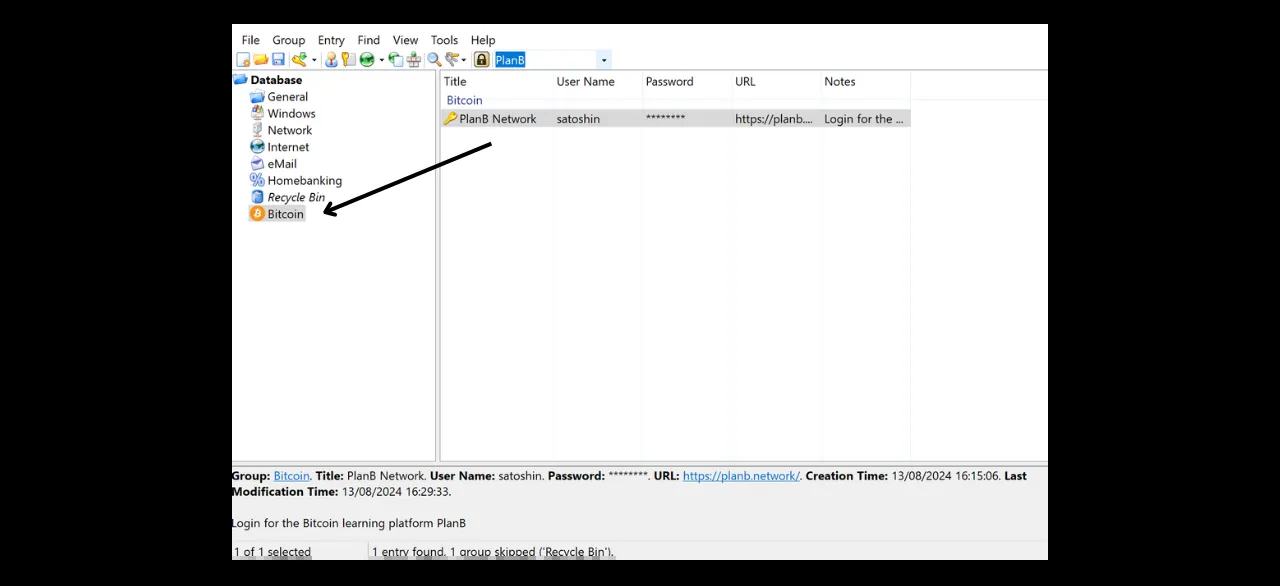 File Group Entry Find View Tools Help
PlanB
Database
General
Windows
Network
Internet
eMail
Homebanking
Recycle Bin
Bitcoin
Title User Name Password URL Notes
Bitcoin
PlanB Network satoshin ******** https://planb.... Login for the ...
Group: Bitcoin. Title: PlanB Network. User Name: satoshin. Password: ********. URL: https://planb.network/. Creation Time: 13/08/2024 16:15:06. Last
Modification Time: 13/08/2024 16:29:33.
Login for the Bitcoin learning platform PlanB
1 of 1 selected 1 entry found, 1 group skipped ('Recycle Bin').